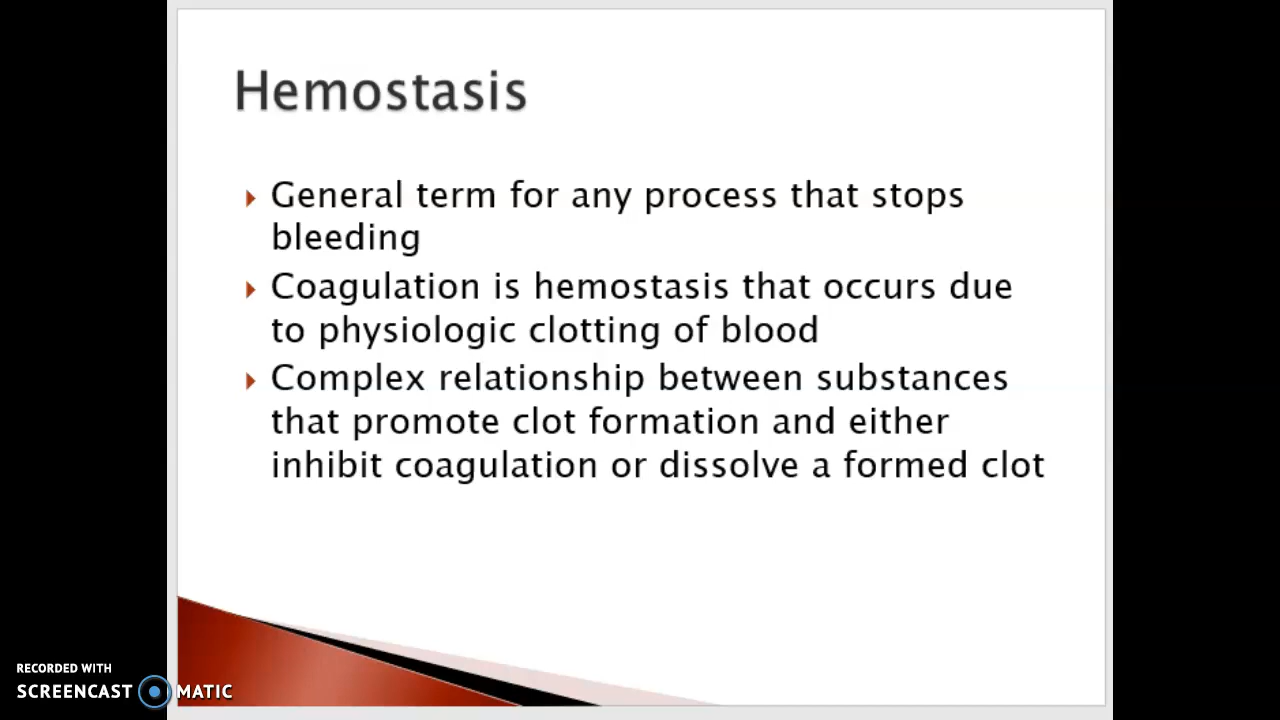 Hemostasis
General term for any process that stops
bleeding
Coagulation is hemostasis that occurs due
to physiologic clotting of blood
Complex relationship between substances
that promote clot formation and either
inhibit coagulation or dissolve a formed clot
RECORDED WITH
SCREENCAST MATIC